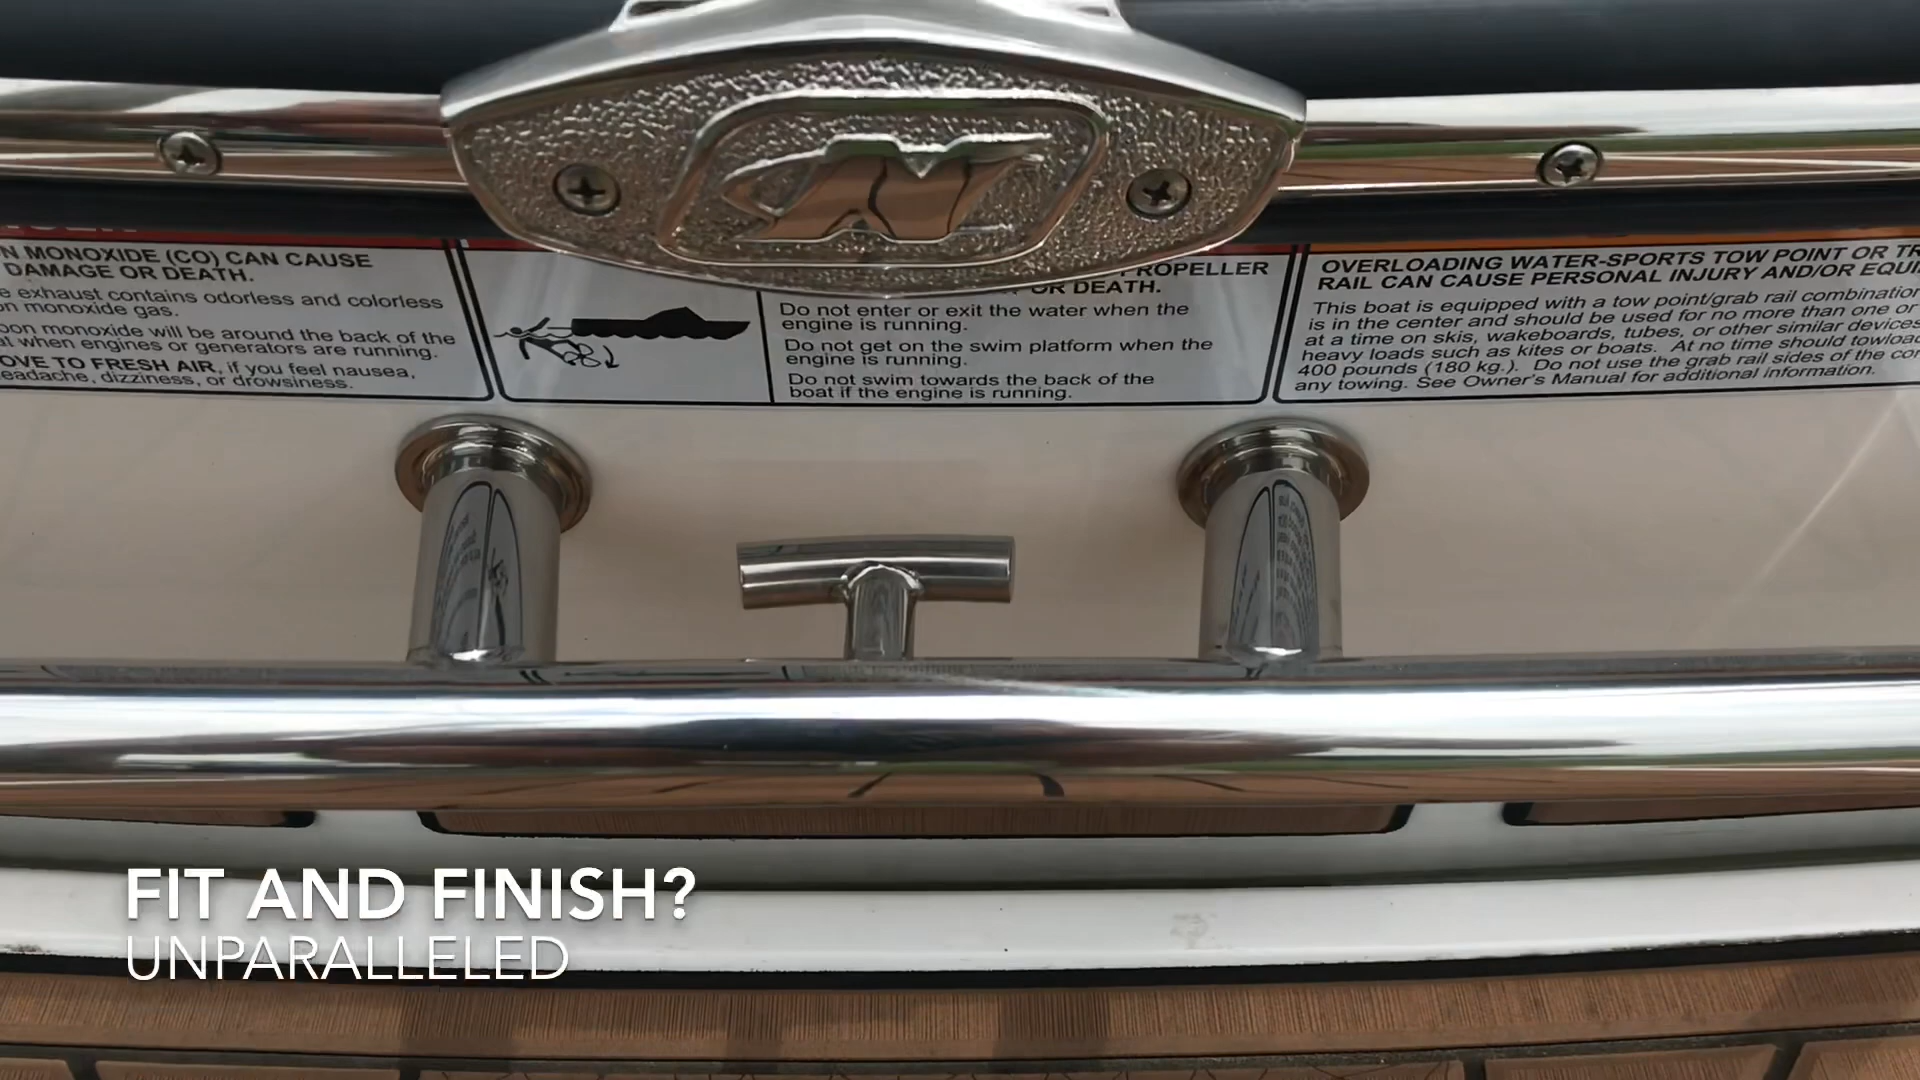 N MONOXIDE (CO) CAN CAUSE
DAMAGE OR DEATH.
exhaust contains odorless and colorless
monoxide gas.
monoxide will be around the back of the
when engines or generators are running.
OVE TO FRESH AIR, if you feel nausea,
eadache, dizziness, or drowsiness.
ROPELLER
OR DEATH.
Do not enter or exit the water when the
engine is running.
Do not get on the swim platform when the
engine is running.
Do not swim towards the back of the
boat if the engine is running.
OVERLOADING WATER-SPORTS TOW POINT OR
RAIL CAN CAUSE PERSONAL INJURY AND/OR EQUI
This boat is equipped with a tow point/grab rail combination
is in the center and should be used for no more than one or
at a time on skis, wakeboards, tubes, or other similar devices
heavy loads such as kites or boats. At no time should towload
400 pounds (180 kg.). Do not use the grab rail sides of the
any towing. See Owner's Manual for additional information.
FIT AND FINISH?
UNPARALLELED